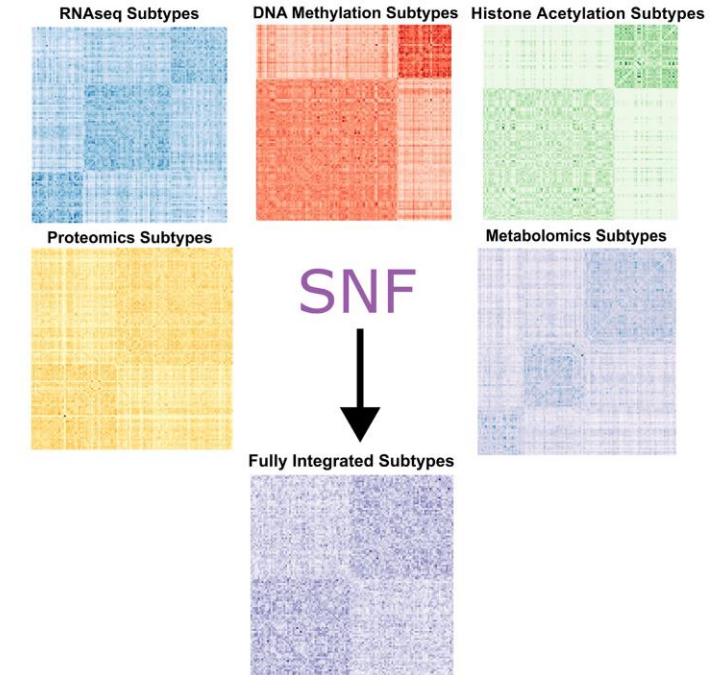 RNAseq Subtypes
DNA Methylation Subtypes
Histone Acetylation Subtypes
Proteomics Subtypes
Metabolomics Subtypes
SNF
Fully Integrated Subtypes